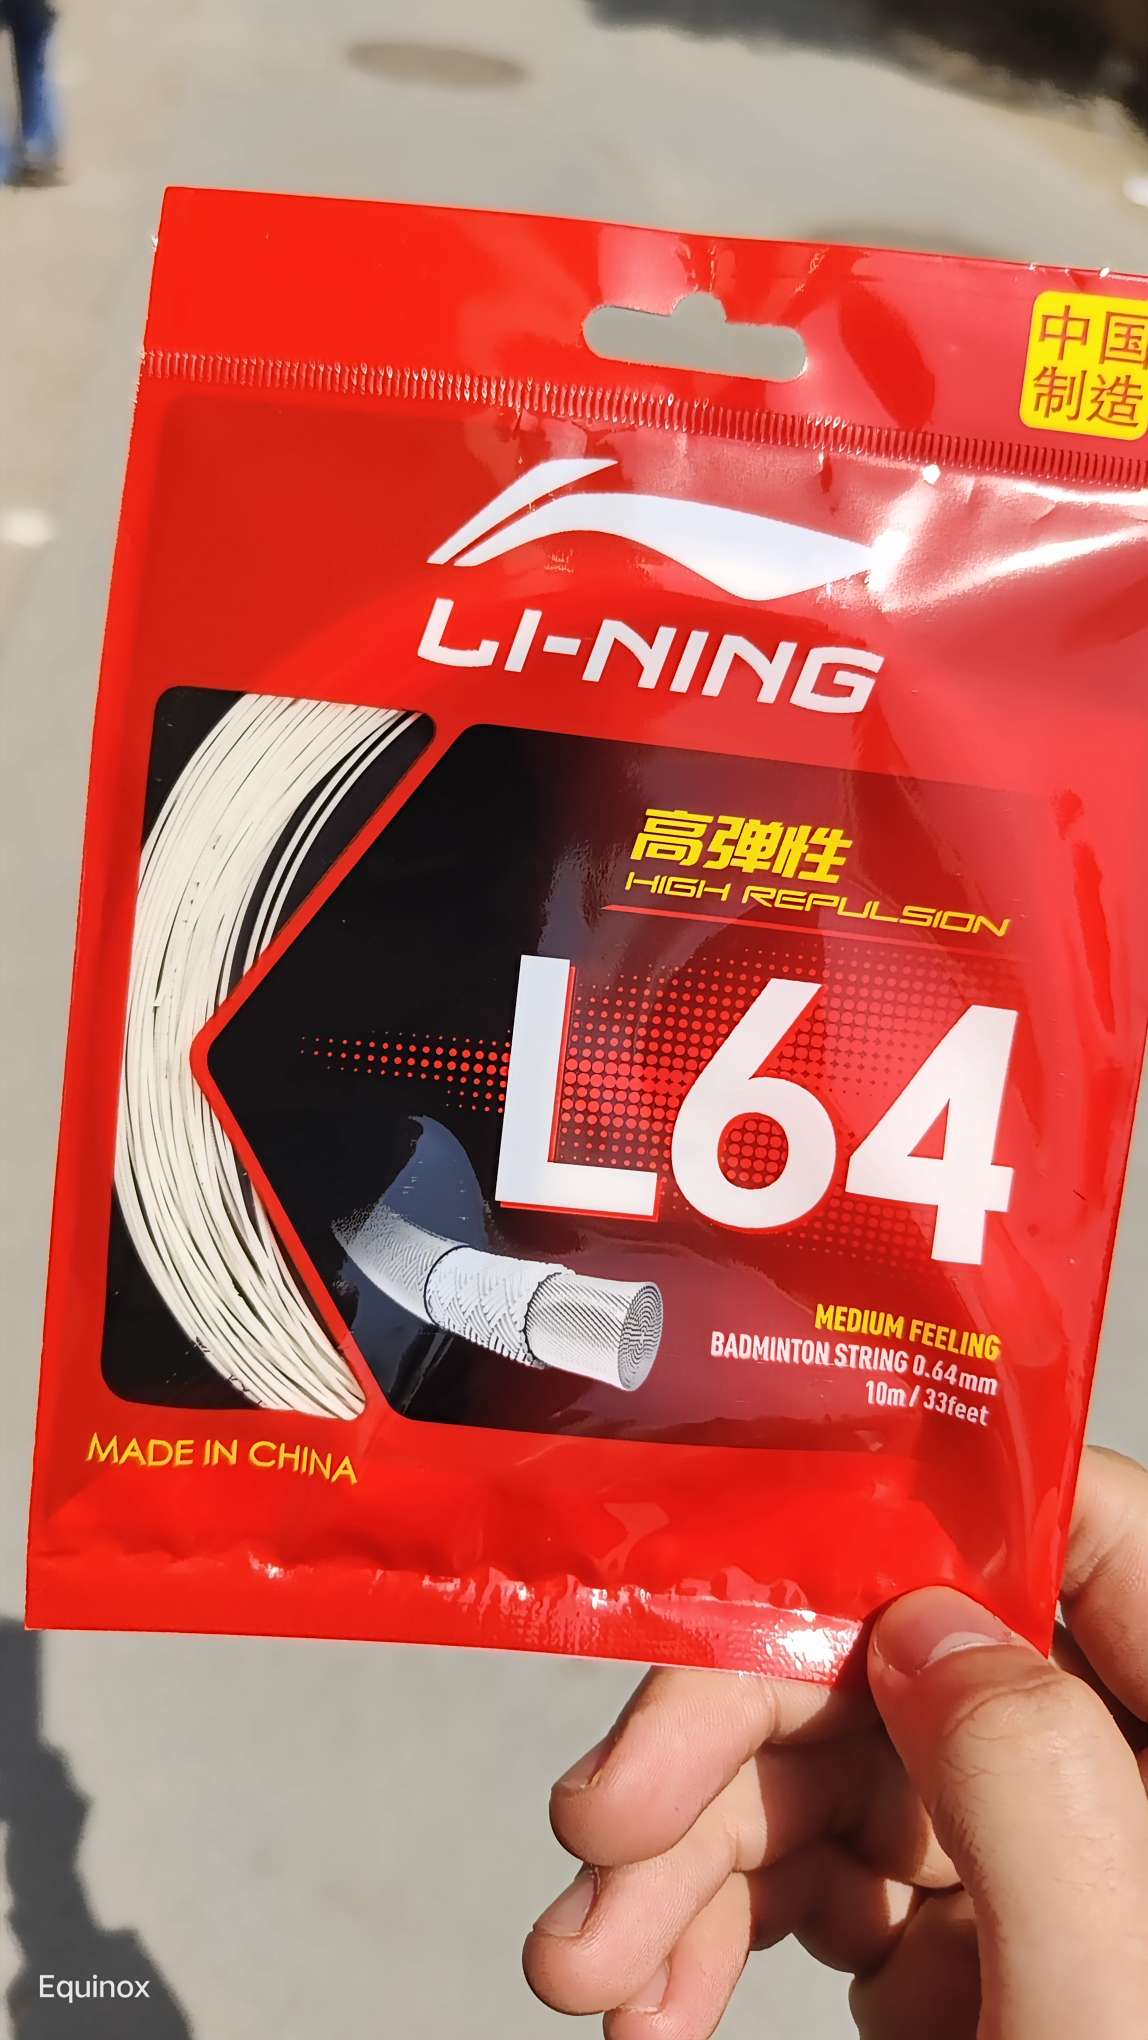 中国
制造
LI-NING
高弹性
HIGH REPULSION
L64
MEDIUM FEELING
BADMINTON STRING 0.64mm
10m / 33feet
MADE IN CHINA
Equinox